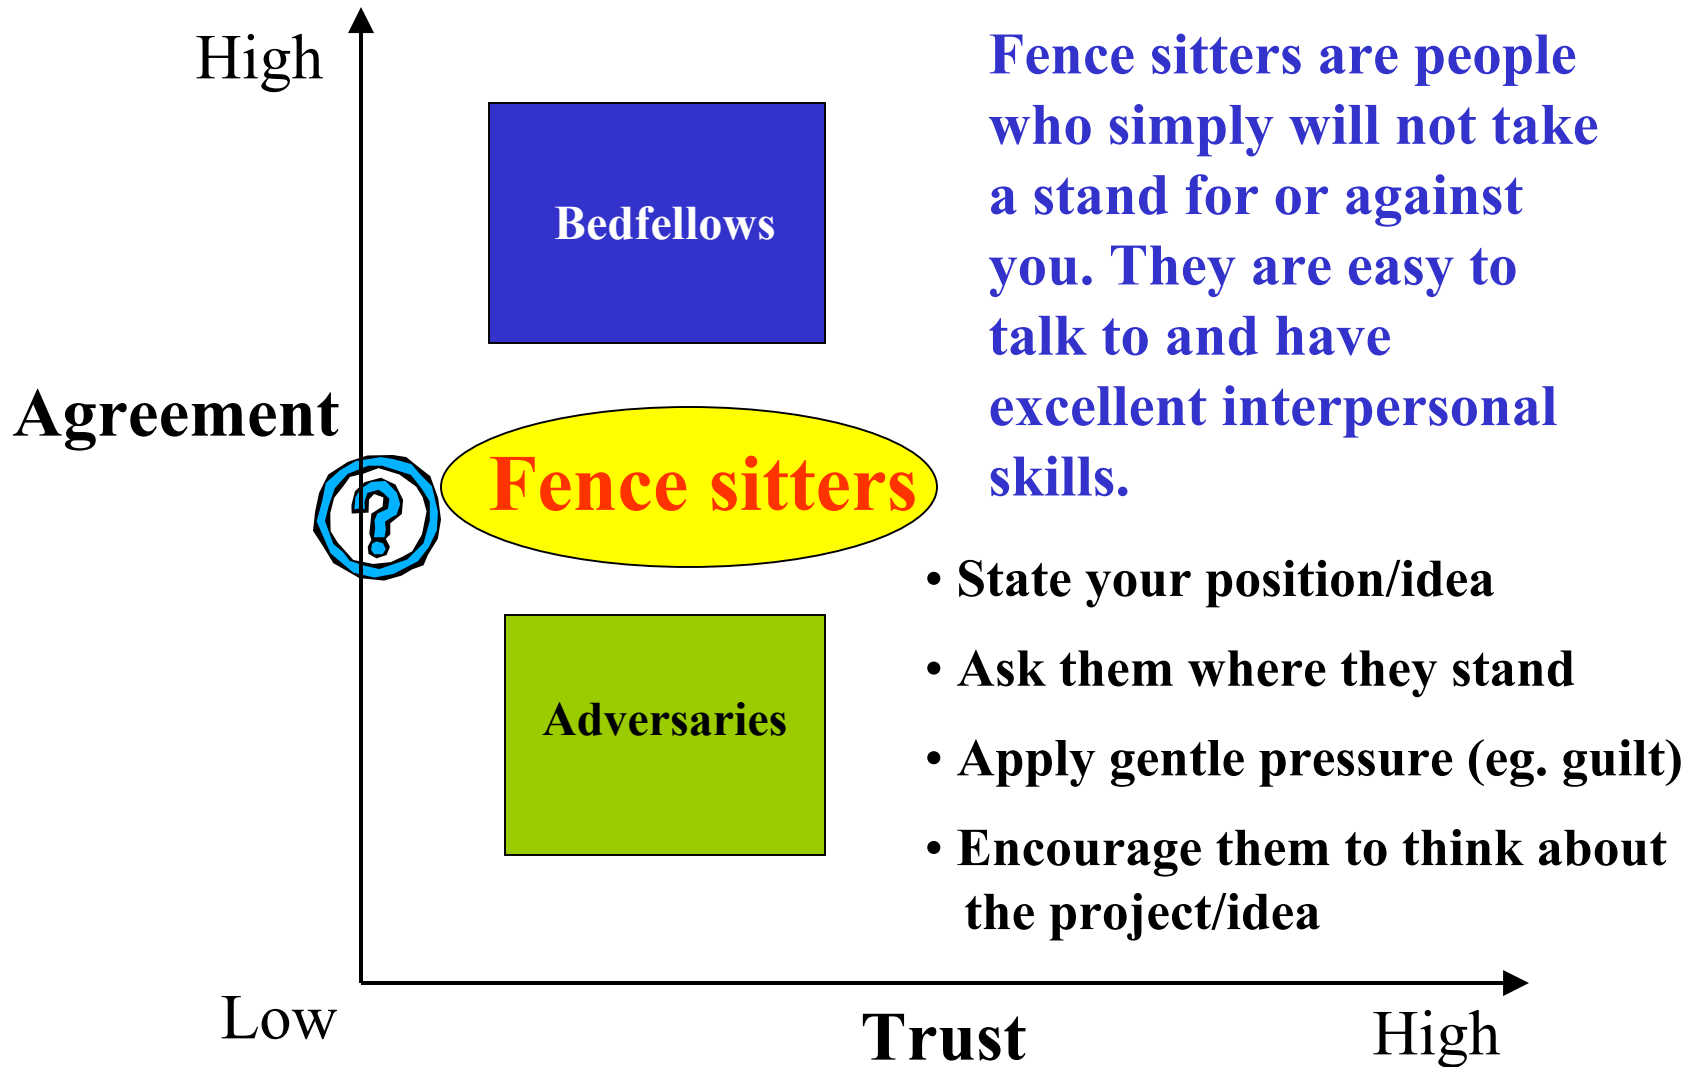 High
Bedfellows
Agreement
?
Fence sitters
Adversaries
Low
Trust
High
Fence sitters are people
who simply will not take
a stand for or against
you. They are easy to
talk to and have
excellent interpersonal
skills.
• State your position/idea
• Ask them where they stand
• Apply gentle pressure (eg. guilt)
• Encourage them to think about
the project/idea